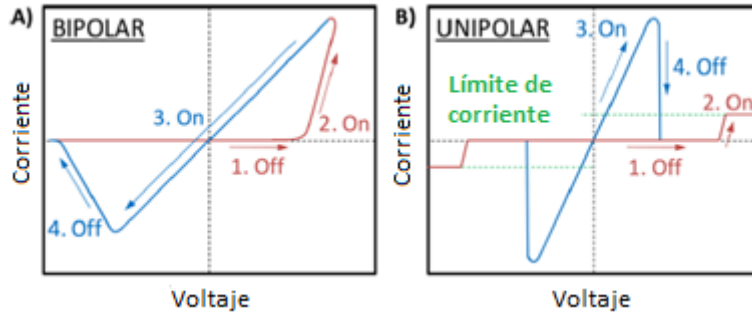 A)
BIPOLAR
Corriente
3. On
2. On
1. Off
4. Off
Voltaje
B)
UNIPOLAR
Corriente
3. On
4. Off
Límite de
corriente
2. On
1. Off
Voltaje